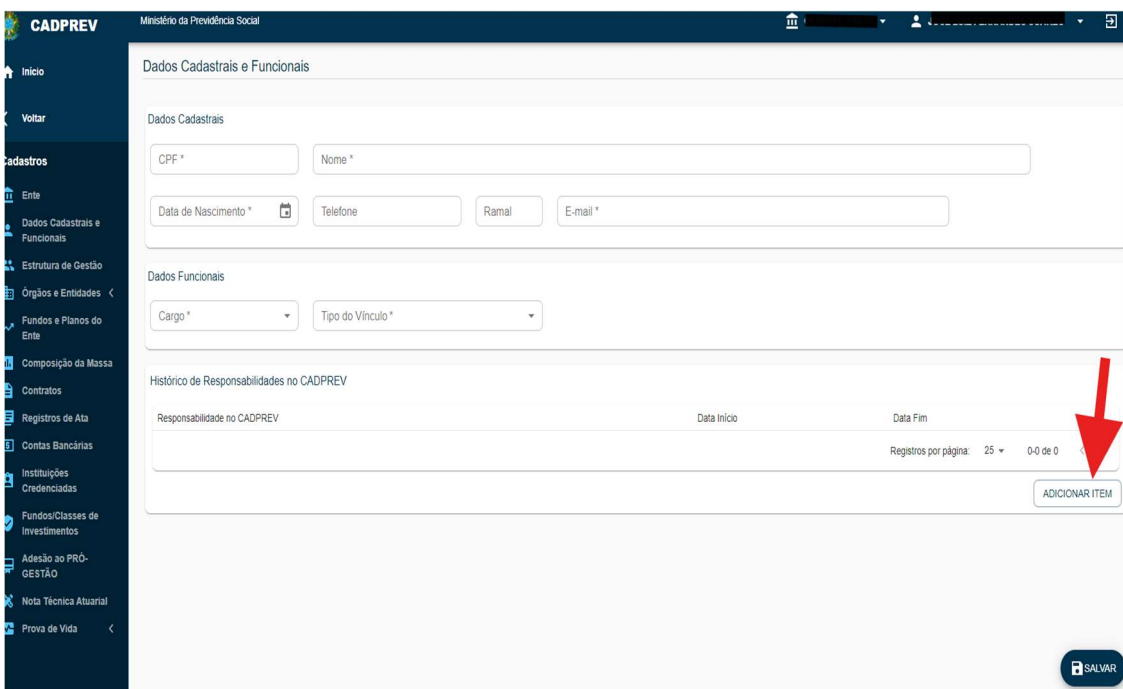 CADPREV
Ministério da Previdência Social
Início
Voltar
Cadastros
Ente
Dados Cadastrais e
Funcionais
Estrutura de Gestão
Órgãos e Entidades
Fundos e Planos do
Ente
Composição da Massa
Contratos
Registros de Ata
Contas Bancárias
Instituições
Credenciadas
Fundos/Classes de
Investimentos
Adesão ao PRÓ-
GESTÃO
Nota Técnica Atuarial
Prova de Vida
Dados Cadastrais e Funcionais
Dados Cadastrais
CPF * Nome *
Data de Nascimento * Telefone Ramal E-mail *
Dados Funcionais
Cargo * Tipo do Vínculo *
Histórico de Responsabilidades no CADPREV
Responsabilidade no CADPREV Data Início Data Fim
Registros por página: 25 0-0 de 0
ADICIONAR ITEM
SALVAR